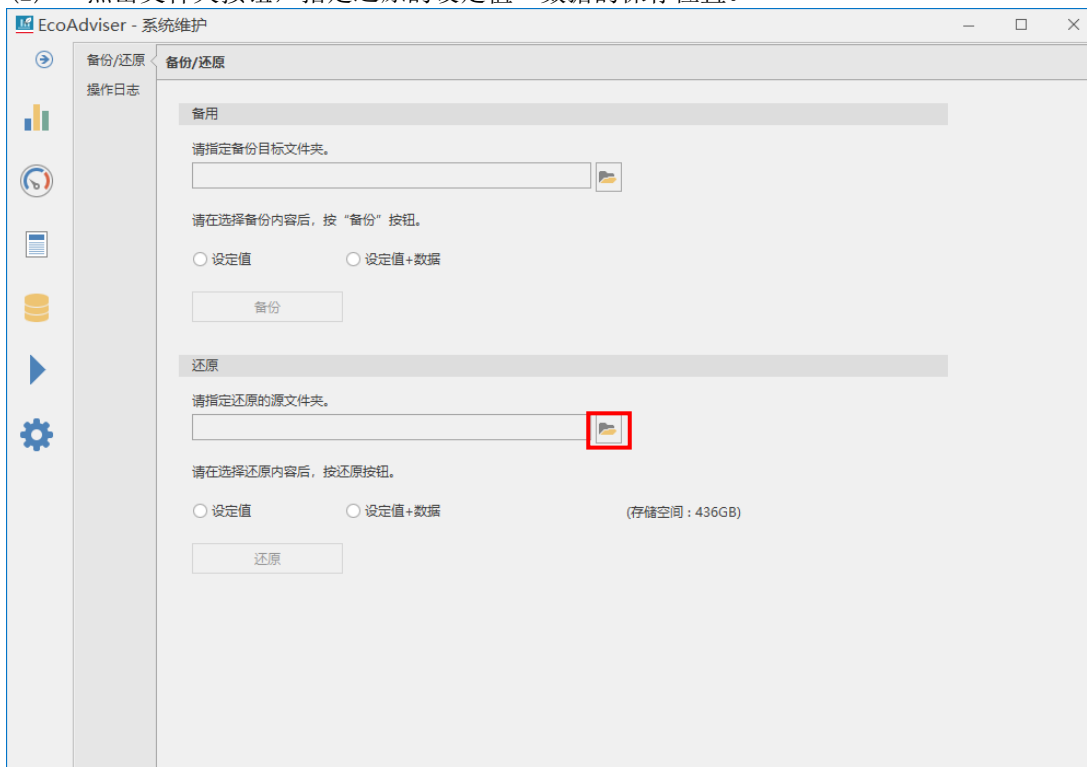 EcoAdviser - 系统维护
备份/还原
操作日志
备份/还原
备用
请指定备份目标文件夹。
请在选择备份内容后，按“备份”按钮。
设定值
设定值+数据
备份
还原
请指定还原的源文件夹。
请在选择还原内容后，按还原按钮。
设定值
设定值+数据
(存储空间：436GB)
还原